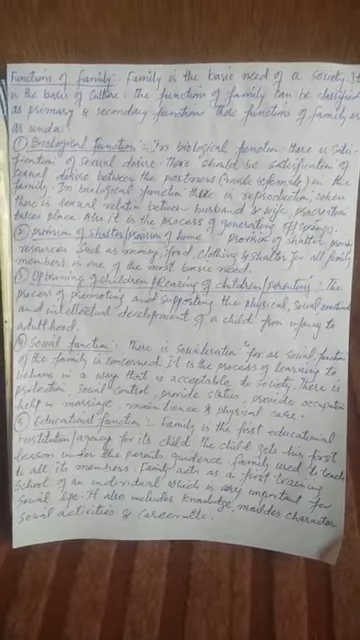 Functions of family:- Family is the basic need of a society. It
is the basis of culture. The functions of family can be classified
as primary & secondary functions. These functions of family are
as under:
① Biological function:- In biological function there is satis-
fication of sexual desire. There should be satisfication of
sexual desire between the partners (male & female) in the
family. In biological function there is reproduction, when
there is sexual relation between husband & wife, procreation
takes place. Also it is the process of generating offsprings.
② provision of shelter/provision of home:- provision of shelter,
resources such as money, food, clothing & shelter for all family
members is one of the most basic need.
③ Upbrining of children/Rearing of children/parenting:- The
process of promoting and supporting the physical, social, emotional
and intellectual development of a child from infancy to
adulthood.
④ Social function:- There is socialisation as social function
of the family is concerned. It is the process of learning to
behave in a way that is acceptable to society. There is
protection, social control, provide status, provide occupation,
help in marriage, & physical care.
⑤ Educational function:- Family is the first educational
institution/agency for its child. The child gets his first
lesson under the parents guidence. family used to teach
to all its members. Family acts as a first training
school of an individual which is very important for
social life. It also includes knowledge, moulds character
social activities &